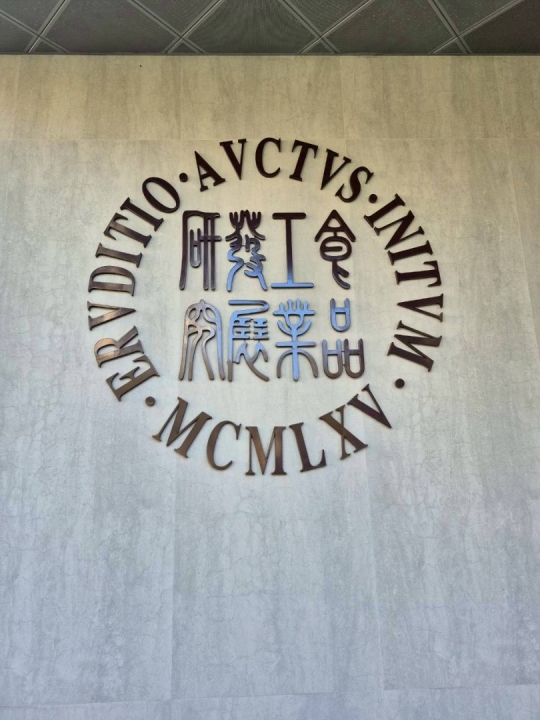 ERVDITIO · AVCTVS · INITVM · MCMLXV ·
食品
工業
發展
研究